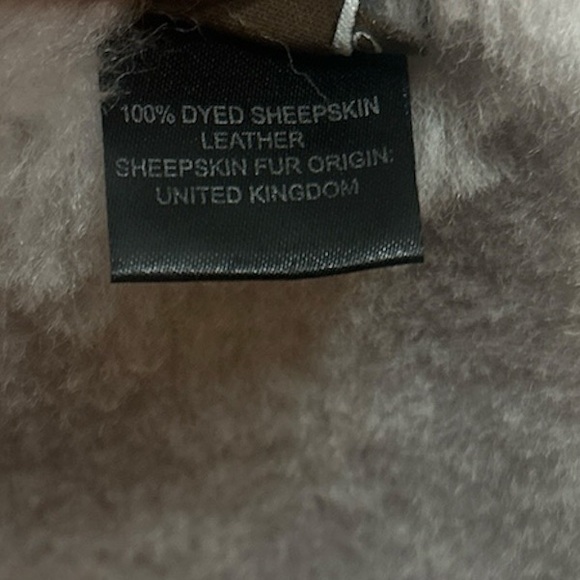 100% DYED SHEEPSKIN
LEATHER
SHEEPSKIN FUR ORIGIN:
UNITED KINGDOM